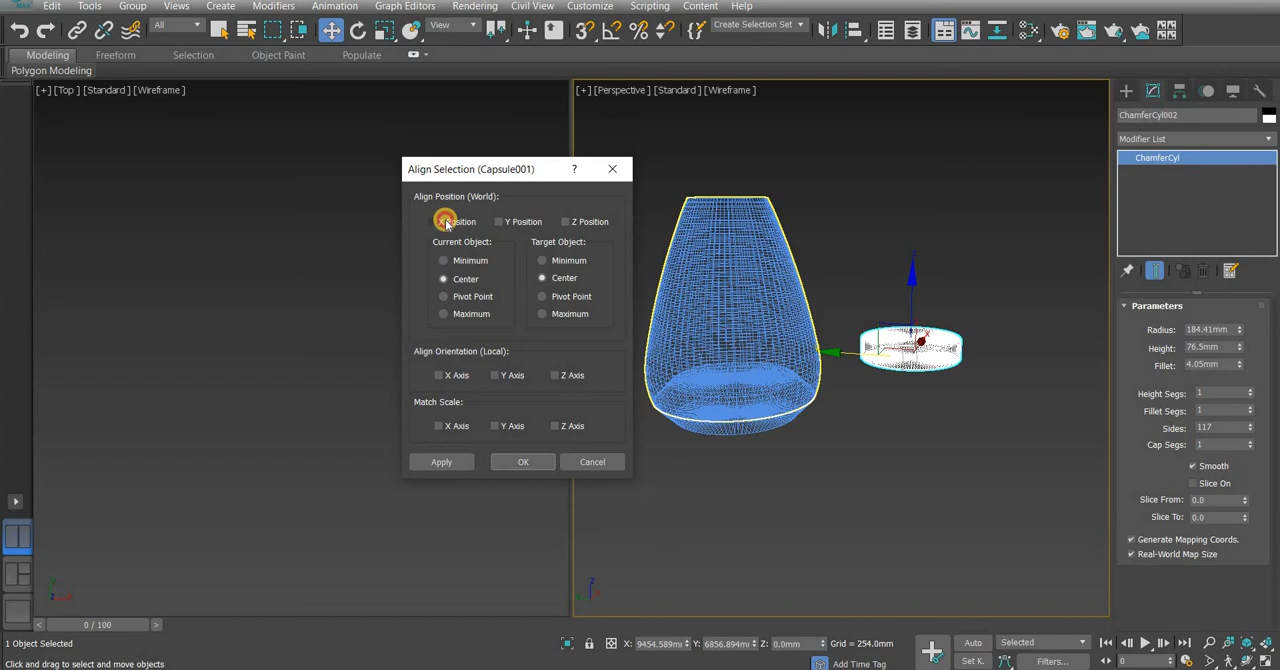 Edit Tools Group Views Create Modifiers Animation Graph Editors Rendering Civil View Customize Scripting Content Help
All View Create Selection Set
Modeling Freeform Selection Object Paint Populate
Polygon Modeling
[+] [Top ] [Standard ] [Wireframe ]
[+] [Perspective ] [Standard ] [Wireframe ]
ChamferCyl002
Modifier List
ChamferCyl
Align Selection (Capsule001) ?
Align Position (World):
Y Position Z Position
Current Object: Target Object:
Minimum Minimum
Center Center
Pivot Point Pivot Point
Maximum Maximum
Align Orientation (Local):
X Axis Y Axis Z Axis
Match Scale:
X Axis Y Axis Z Axis
Apply OK Cancel
Parameters
Radius: 184.41mm
Height: 76.5mm
Fillet: 4.05mm
Height Segs: 1
Fillet Segs: 1
Sides: 117
Cap Segs: 1
Smooth
Slice On
Slice From: 0.0
Slice To: 0.0
Generate Mapping Coords.
Real-World Map Size
0 / 100
1 Object Selected
X: 9454.589m Y: 6856.894m Z: 0.0mm Grid = 254.0mm
Auto Selected
Click and drag to select and move objects
Add Time Tag
Set K. Filters... 0